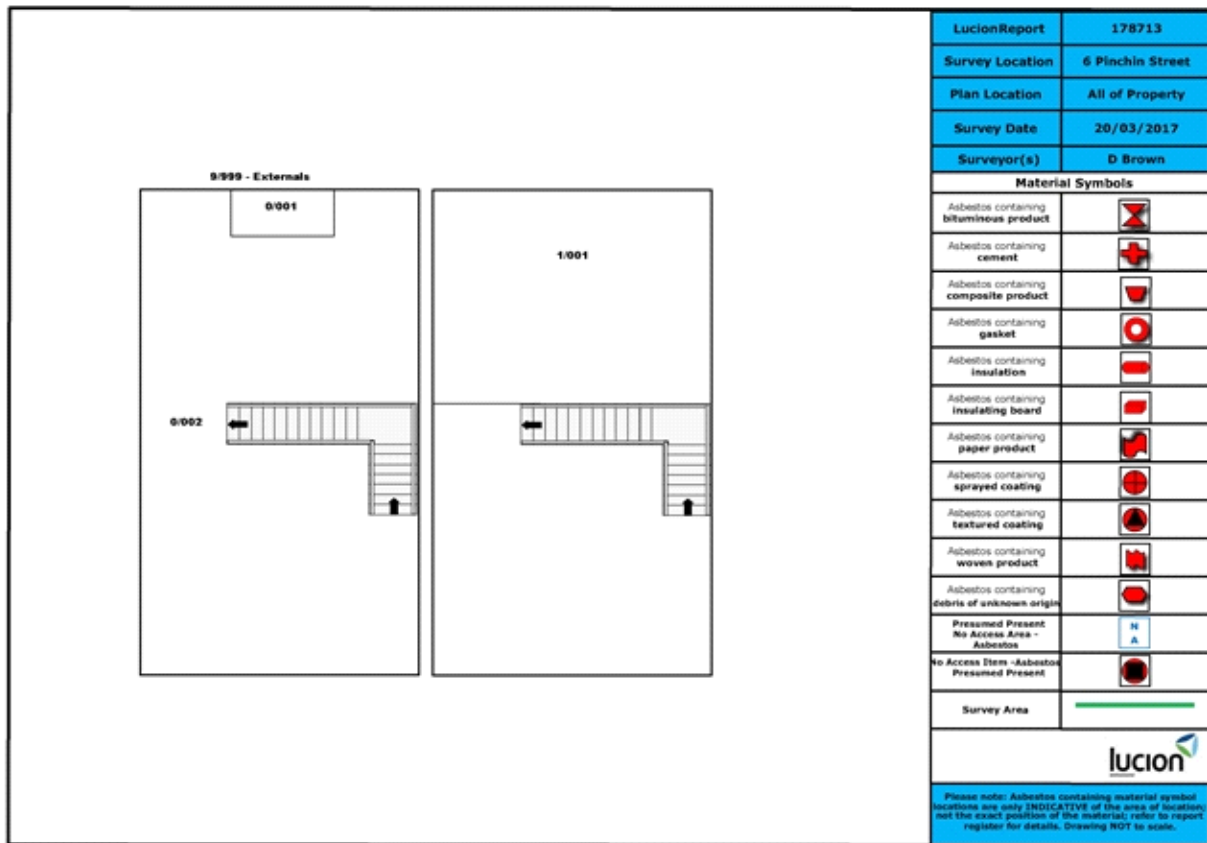 LucionReport 178713
Survey Location 6 Pinchin Street
Plan Location All of Property
Survey Date 20/03/2017
Surveyor(s) D Brown
Material Symbols
Asbestos containing
bituminous product
Asbestos containing
cement
Asbestos containing
composite product
Asbestos containing
gasket
Asbestos containing
insulation
Asbestos containing
insulating board
Asbestos containing
paper product
Asbestos containing
sprayed coating
Asbestos containing
textured coating
Asbestos containing
woven product
Asbestos containing
debris of unknown origin
Presumed Present
No Access Area -
Asbestos
N
A
No Access Item -Asbestos
Presumed Present
Survey Area
lucion
Please note: Asbestos containing material symbol
locations are only INDICATIVE of the area of location;
not the exact position of the material; refer to report
register for details. Drawing NOT to scale.
9/999 - Externals
0/001
1/001
0/002